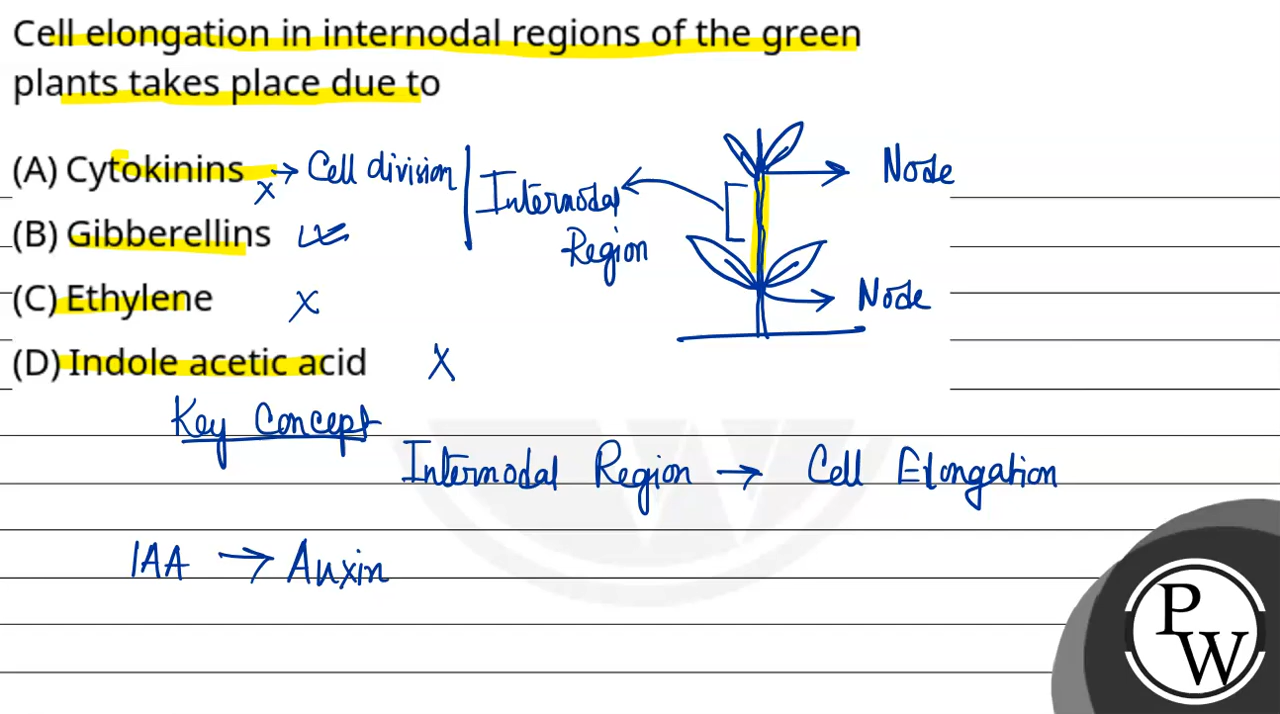 Cell elongation in internodal regions of the green
plants takes place due to
(A) Cytokinins x → Cell division
(B) Gibberellins
(C) Ethylene x
(D) Indole acetic acid x
Internodal
Region
Node
Node
Key Concept
Internodal Region → Cell Elongation
IAA → Auxin
PW